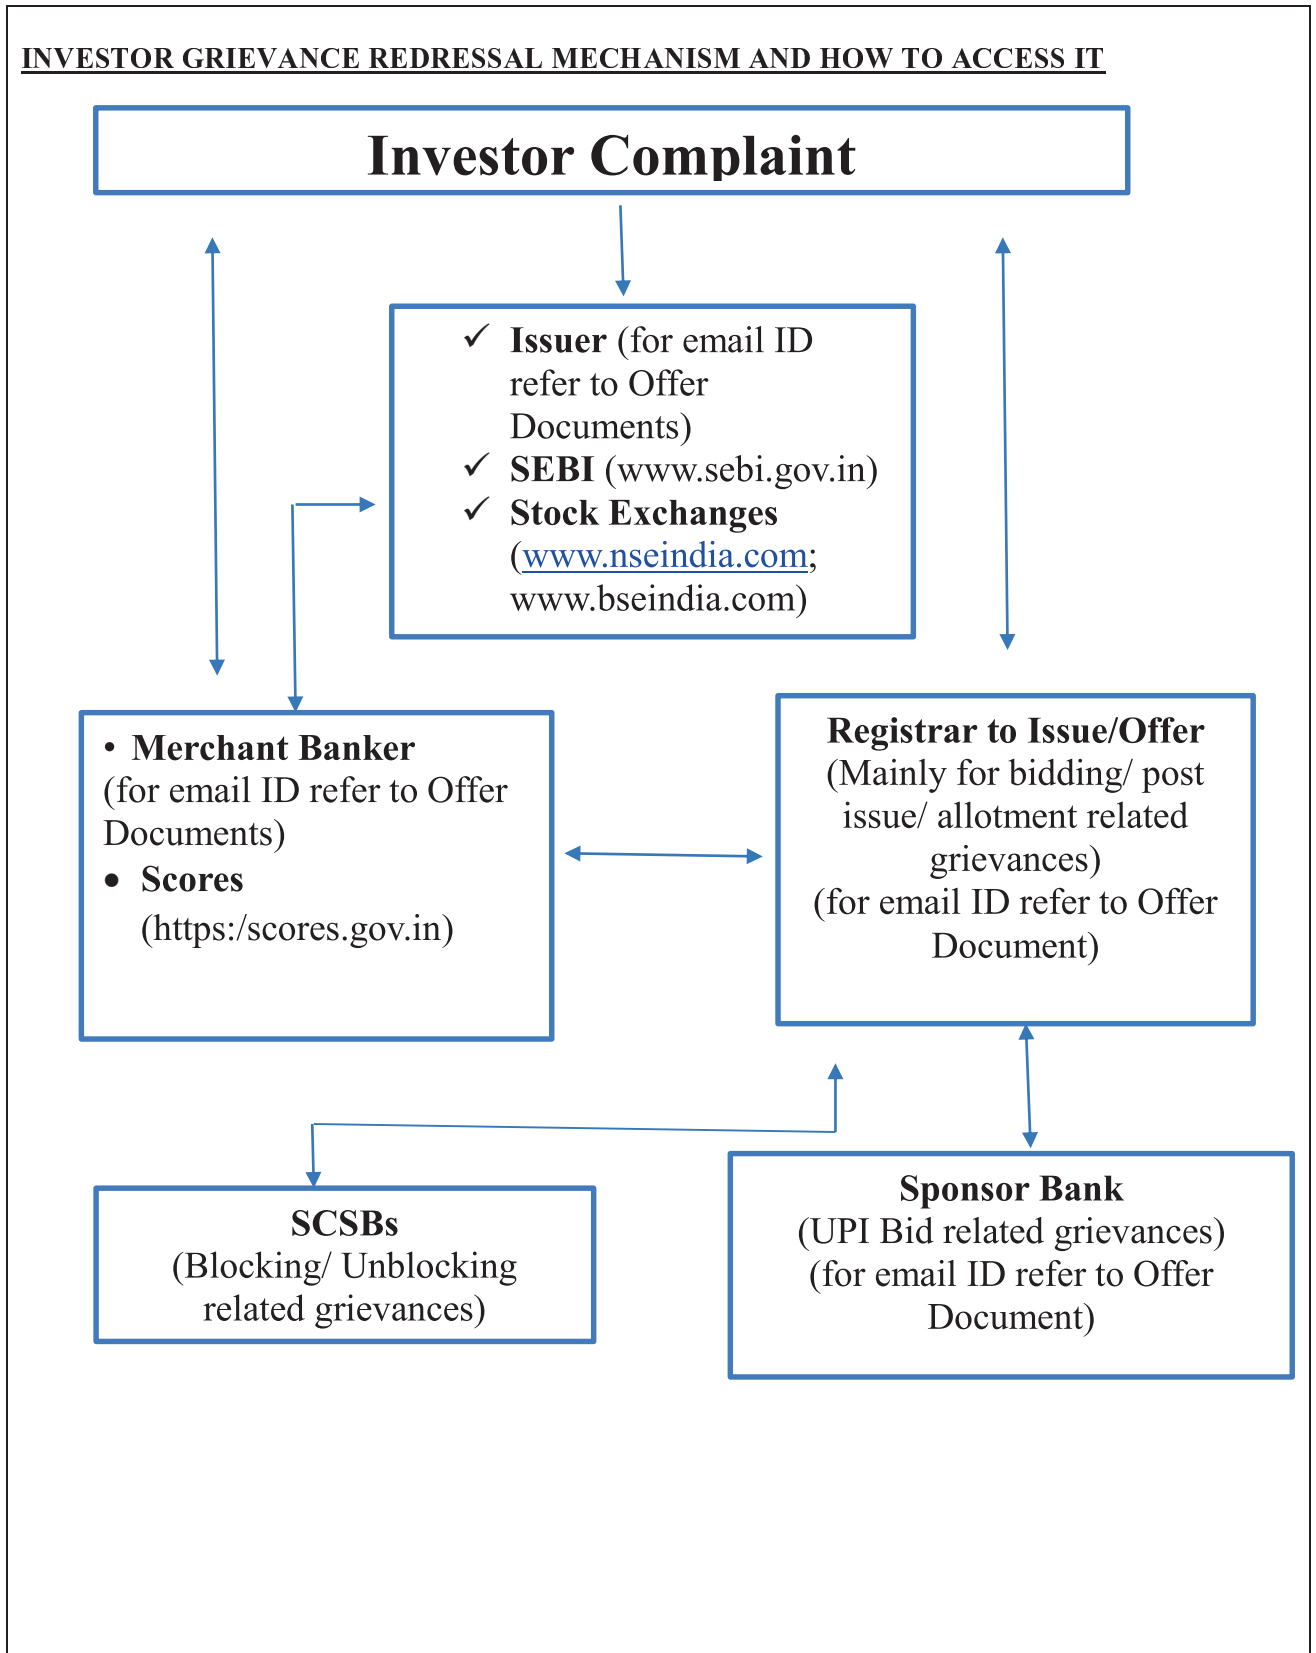 INVESTOR GRIEVANCE REDRESSAL MECHANISM AND HOW TO ACCESS IT
Investor Complaint
✓ Issuer (for email ID
refer to Offer
Documents)
✓ SEBI (www.sebi.gov.in)
✓ Stock Exchanges
(www.nseindia.com;
www.bseindia.com)
• Merchant Banker
(for email ID refer to Offer
Documents)
• Scores
(https:/scores.gov.in)
Registrar to Issue/Offer
(Mainly for bidding/ post
issue/ allotment related
grievances)
(for email ID refer to Offer
Document)
SCSBs
(Blocking/ Unblocking
related grievances)
Sponsor Bank
(UPI Bid related grievances)
(for email ID refer to Offer
Document)